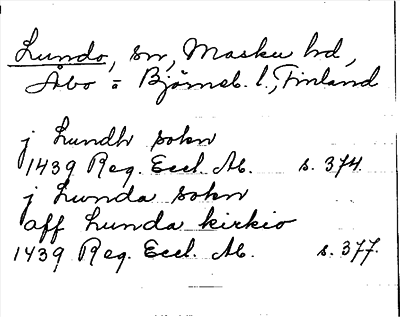 Lundo, sn, Masku hd,
Åbo = Björneb. l., Finland
j Lundh sokn
1439 Reg. Eccl. Ab. s. 374.
j Lunda sokn
aff Lunda kirkio
1439 Reg. Eccl. Ab. s. 377.